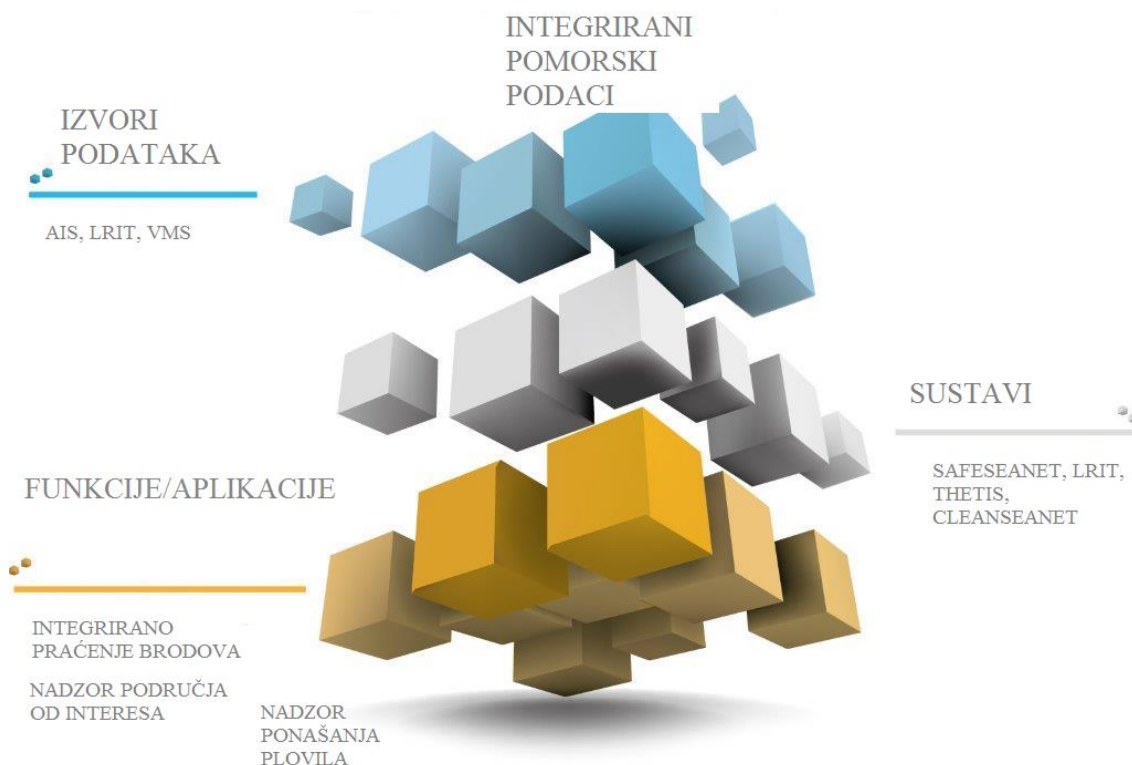 INTEGRIRANI
POMORSKI
PODACI
IZVORI
PODATAKA
AIS, LRIT, VMS
SUSTAVI
SAFESEANET, LRIT,
THETIS,
CLEANSEANET
FUNKCIJE/APLIKACIJE
INTEGRIRANO
PRAĆENJE BRODOVA
NADZOR PODRUČJA
OD INTERESA
NADZOR
PONAŠANJA
PLOVILA